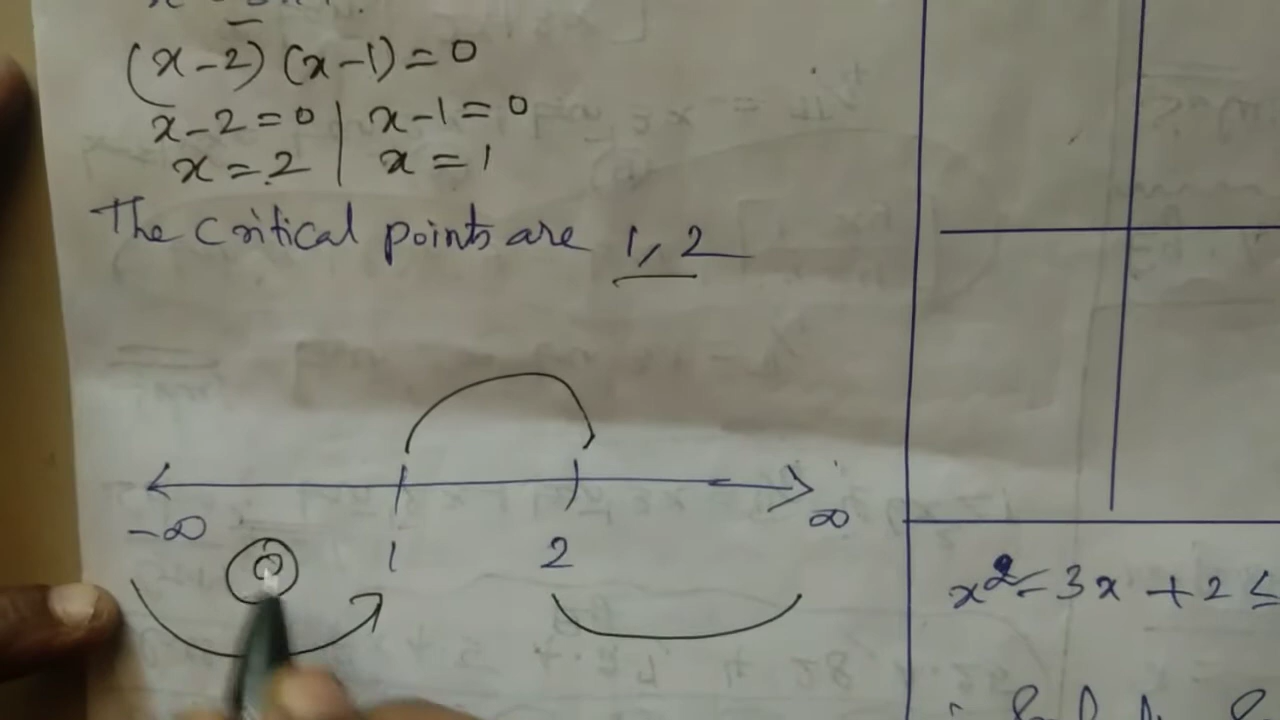 (x-2) (x-1)=0
x-2=0 | x-1=0
x=2 | x=1
The critical points are 1, 2
-∞ 0 1 2 ∞
x²-3x+2≤